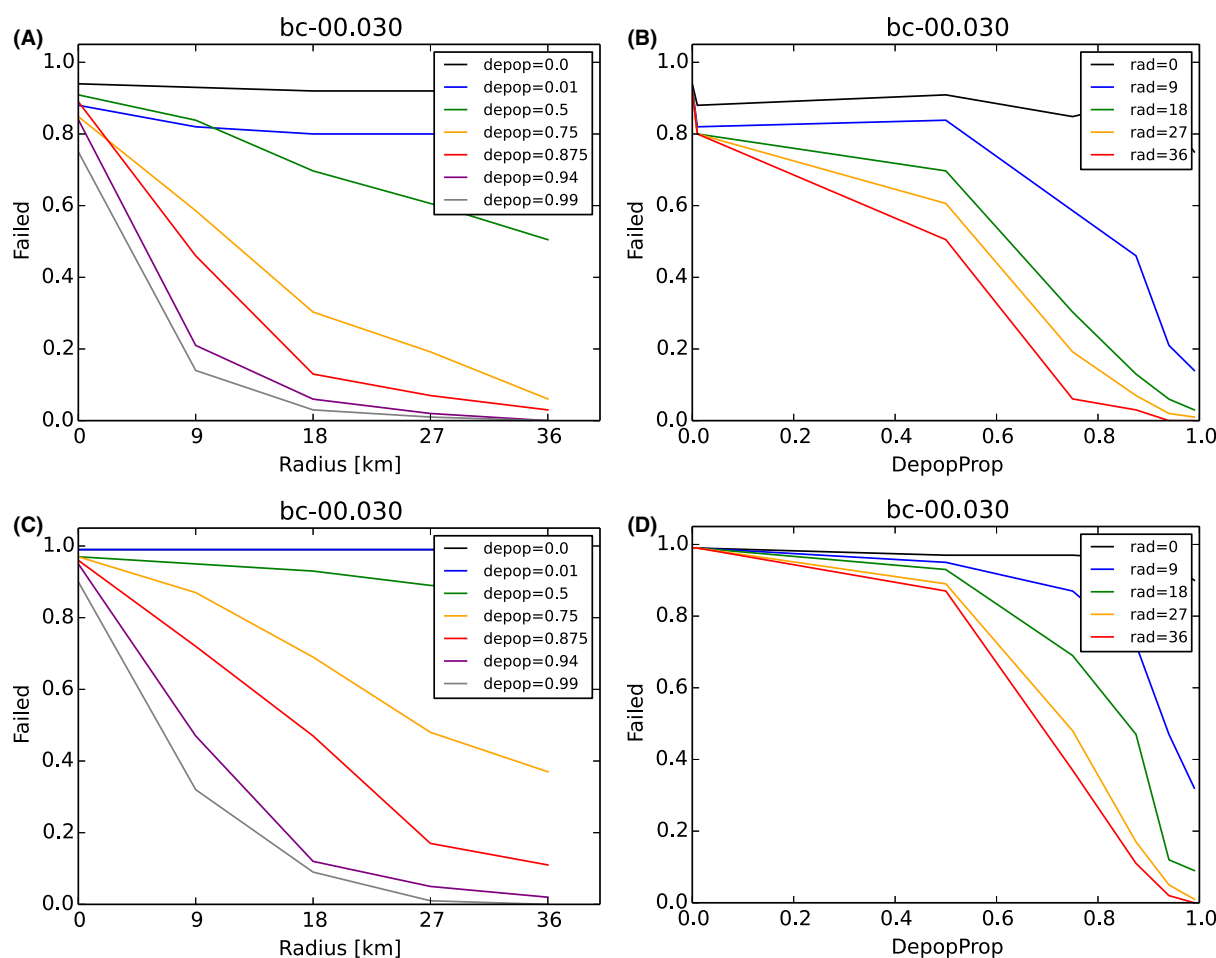 (A)
bc-00.030
1.0
0.8
0.6
0.4
0.2
0.0
Failed
0 9 18 27 36
Radius [km]
depop=0.0
depop=0.01
depop=0.5
depop=0.75
depop=0.875
depop=0.94
depop=0.99
(B)
bc-00.030
1.0
0.8
0.6
0.4
0.2
0.0
Failed
0.0 0.2 0.4 0.6 0.8 1.0
DepopProp
rad=0
rad=9
rad=18
rad=27
rad=36
(C)
bc-00.030
1.0
0.8
0.6
0.4
0.2
0.0
Failed
0 9 18 27 36
Radius [km]
depop=0.0
depop=0.01
depop=0.5
depop=0.75
depop=0.875
depop=0.94
depop=0.99
(D)
bc-00.030
1.0
0.8
0.6
0.4
0.2
0.0
Failed
0.0 0.2 0.4 0.6 0.8 1.0
DepopProp
rad=0
rad=9
rad=18
rad=27
rad=36